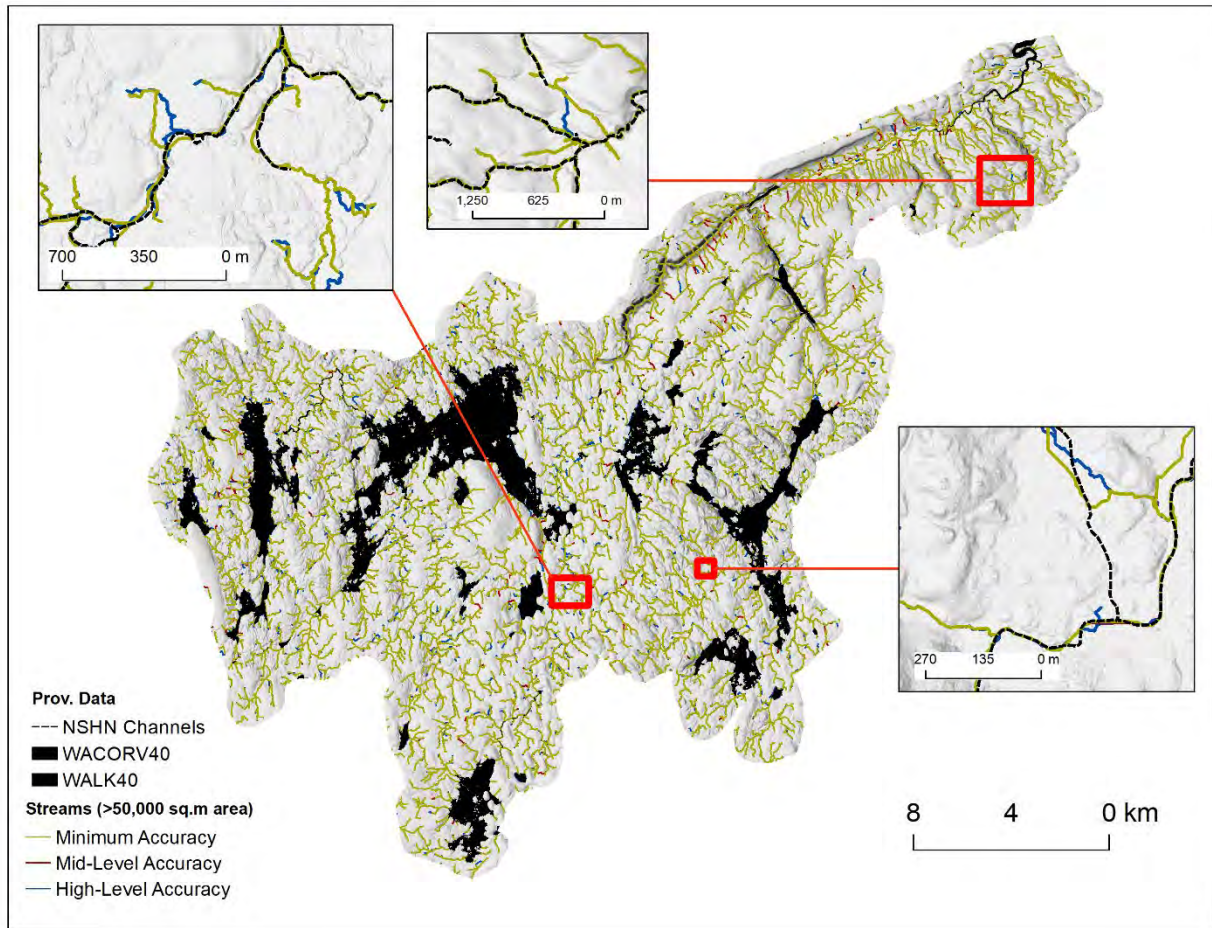 700 350 0 m
1,250 625 0 m
270 135 0 m
Prov. Data
NSHN Channels
WACORV40
WALK40
Streams (>50,000 sq.m area)
Minimum Accuracy
Mid-Level Accuracy
High-Level Accuracy
8 4 0 km